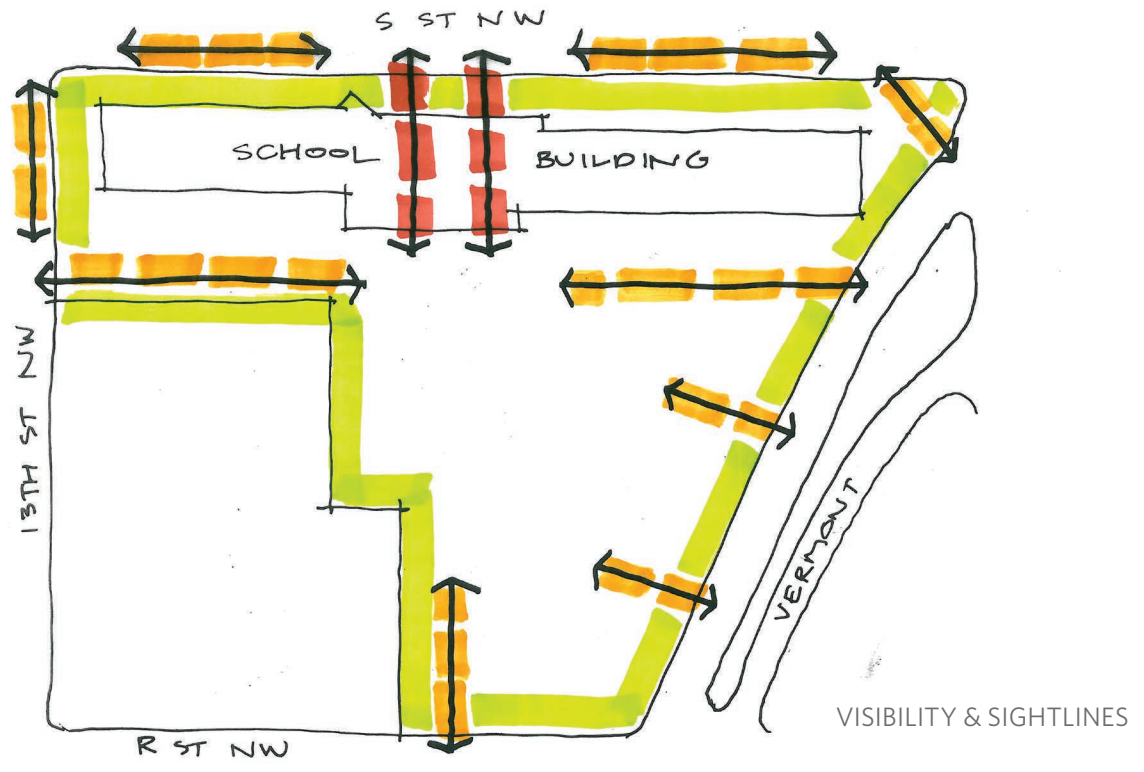 S ST NW
SCHOOL BUILDING
13TH ST NW
VERMONT
R ST NW
VISIBILITY & SIGHTLINES